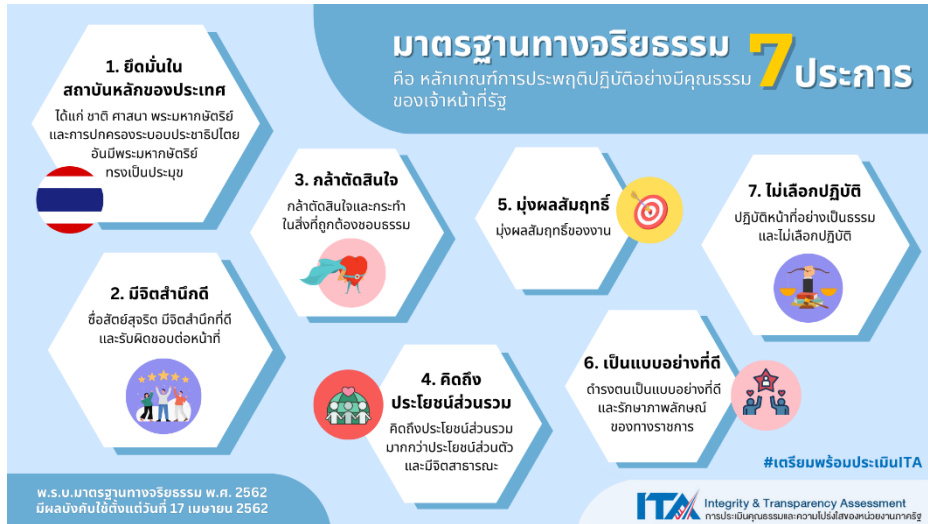 มาตรฐานทางจริยธรรม 7 ประการ
คือ หลักเกณฑ์การประพฤติปฏิบัติอย่างมีคุณธรรม
ของเจ้าหน้าที่รัฐ
1. ยึดมั่นใน
สถาบันหลักของประเทศ
ได้แก่ ชาติ ศาสนา พระมหากษัตริย์
และการปกครองระบอบประชาธิปไตย
อันมีพระมหากษัตริย์
ทรงเป็นประมุข
2. มีจิตสำนึกดี
ซื่อสัตย์สุจริต มีจิตสำนึกที่ดี
และรับผิดชอบต่อหน้าที่
3. กล้าตัดสินใจ
กล้าตัดสินใจและกระทำ
ในสิ่งที่ถูกต้องชอบธรรม
4. คิดถึง
ประโยชน์ส่วนรวม
คิดถึงประโยชน์ส่วนรวม
มากกว่าประโยชน์ส่วนตัว
และมีจิตสาธารณะ
5. มุ่งผลสัมฤทธิ์
มุ่งผลสัมฤทธิ์ของงาน
6. เป็นแบบอย่างที่ดี
ดำรงตนเป็นแบบอย่างที่ดี
และรักษาภาพลักษณ์
ของทางราชการ
7. ไม่เลือกปฏิบัติ
ปฏิบัติหน้าที่อย่างเป็นธรรม
และไม่เลือกปฏิบัติ
#เตรียมพร้อมประเมินITA
พ.ร.บ.มาตรฐานทางจริยธรรม พ.ศ. 2562
มีผลบังคับใช้ตั้งแต่วันที่ 17 เมษายน 2562
ITA Integrity & Transparency Assessment
การประเมินคุณธรรมและความโปร่งใสของหน่วยงานภาครัฐ